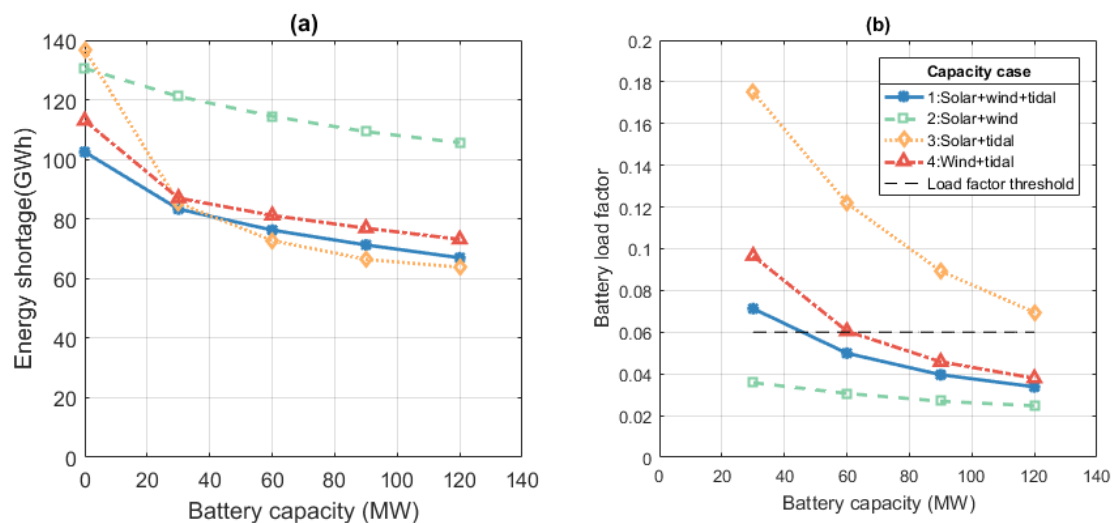 (a)
140
120
100
80
60
40
20
0
Energy shortage(GWh)
0 20 40 60 80 100 120 140
Battery capacity (MW)
(b)
0.2
0.18
0.16
0.14
0.12
0.1
0.08
0.06
0.04
0.02
0
Battery load factor
0 20 40 60 80 100 120 140
Battery capacity (MW)
Capacity case
1:Solar+wind+tidal
2:Solar+wind
3:Solar+tidal
4:Wind+tidal
Load factor threshold